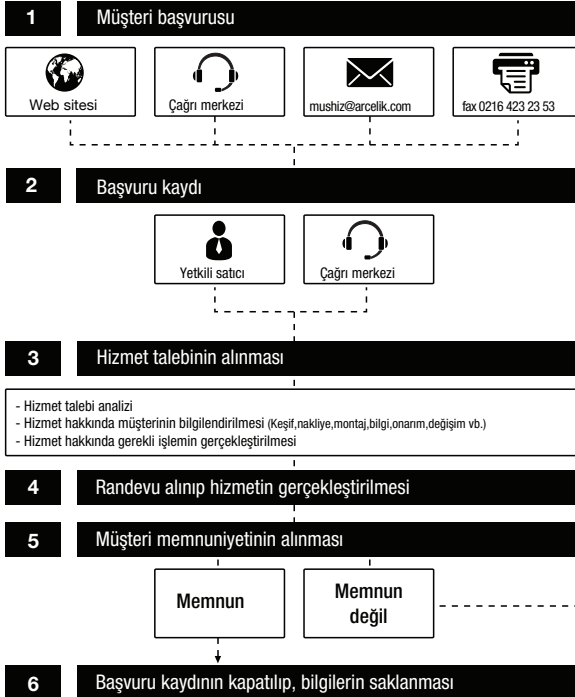 1 Müşteri başvurusu
Web sitesi
Çağrı merkezi
mushiz@arcelik.com
fax 0216 423 23 53
2 Başvuru kaydı
Yetkili satıcı
Çağrı merkezi
3 Hizmet talebinin alınması
- Hizmet talebi analizi
- Hizmet hakkında müşterinin bilgilendirilmesi (Keşif,nakliye,montaj,bilgi,onarım,değişim vb.)
- Hizmet hakkında gerekli işlemin gerçekleştirilmesi
4 Randevu alınıp hizmetin gerçekleştirilmesi
5 Müşteri memnuniyetinin alınması
Memnun
Memnun
değil
6 Başvuru kaydının kapatılıp, bilgilerin saklanması